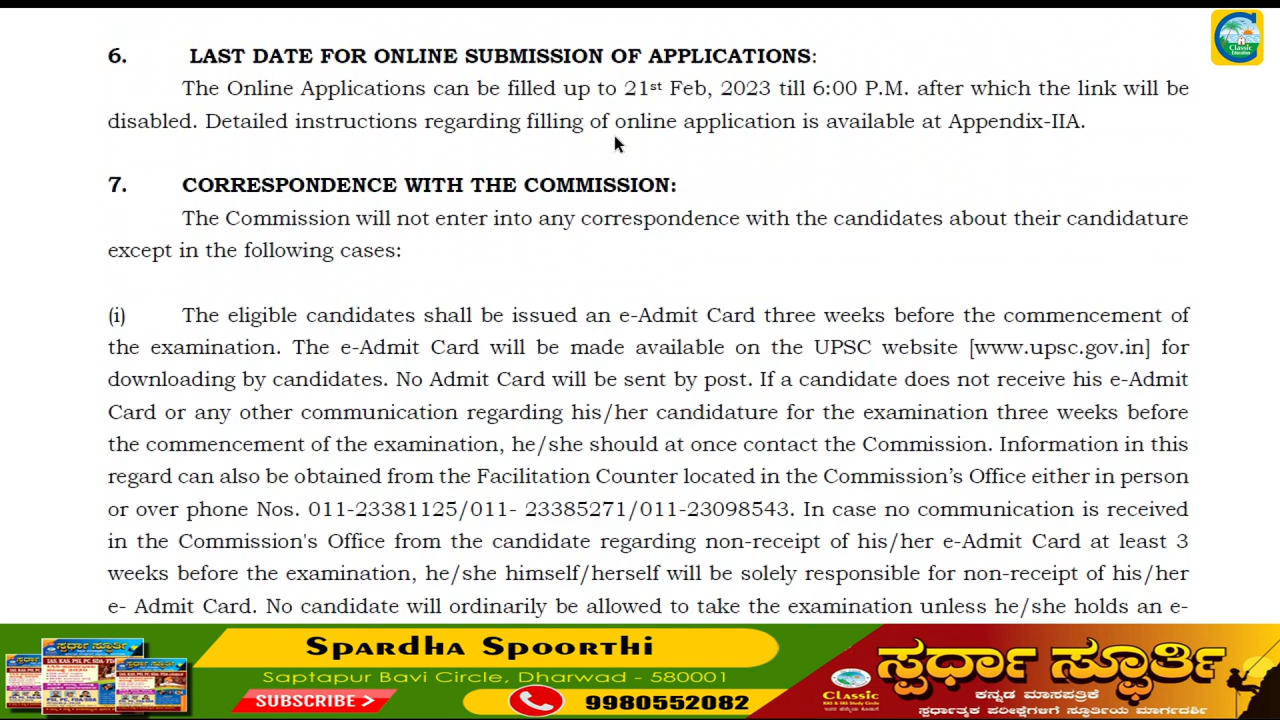 Classic
Education
6. LAST DATE FOR ONLINE SUBMISSION OF APPLICATIONS:
The Online Applications can be filled up to 21st Feb, 2023 till 6:00 P.M. after which the link will be
disabled. Detailed instructions regarding filling of online application is available at Appendix-IIA.
7. CORRESPONDENCE WITH THE COMMISSION:
The Commission will not enter into any correspondence with the candidates about their candidature
except in the following cases:
(i) The eligible candidates shall be issued an e-Admit Card three weeks before the commencement of
the examination. The e-Admit Card will be made available on the UPSC website [www.upsc.gov.in] for
downloading by candidates. No Admit Card will be sent by post. If a candidate does not receive his e-Admit
Card or any other communication regarding his/her candidature for the examination three weeks before
the commencement of the examination, he/she should at once contact the Commission. Information in this
regard can also be obtained from the Facilitation Counter located in the Commission's Office either in person
or over phone Nos. 011-23381125/011- 23385271/011-23098543. In case no communication is received
in the Commission's Office from the candidate regarding non-receipt of his/her e-Admit Card at least 3
weeks before the examination, he/she himself/herself will be solely responsible for non-receipt of his/her
e- Admit Card. No candidate will ordinarily be allowed to take the examination unless he/she holds an e-
ಸ್ಪರ್ಧಾ ಸ್ಫೂರ್ತಿ
Spardha Spoorthi
Saptapur Bavi Circle, Dharwad - 580001
SUBSCRIBE
9980552082
Classic
KAS & IAS Study Circle
ಸ್ಪರ್ಧಾ ಸ್ಫೂರ್ತಿ
ಕನ್ನಡ ಮಾಸಪತ್ರಿಕೆ
ಸ್ಪರ್ಧಾತ್ಮಕ ಪರೀಕ್ಷೆಗಳಿಗೆ ಸ್ಫೂರ್ತಿಯ ಮಾರ್ಗದರ್ಶಿ